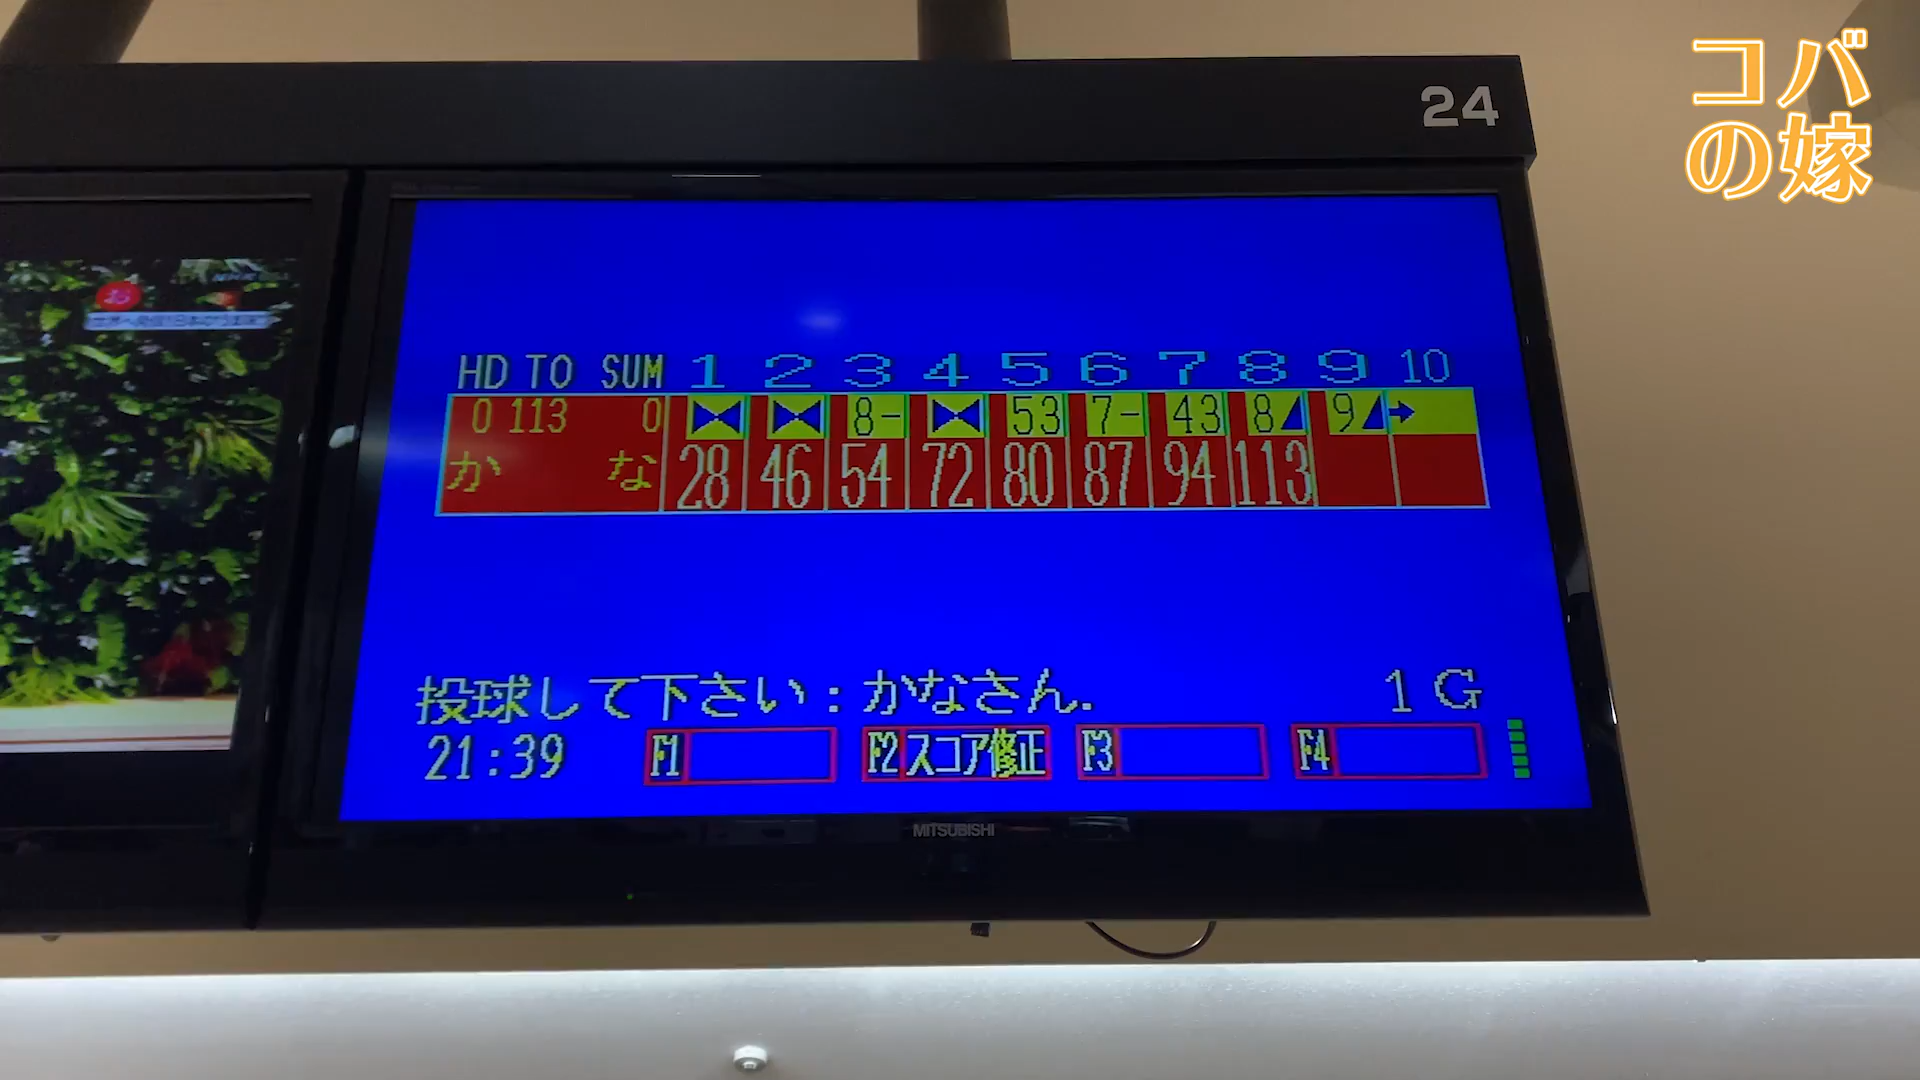 コバ
の嫁
24
HD TO SUM 1 2 3 4 5 6 7 8 9 10
0 113 0 8- 53 7- 43 8 9 →
かな 28 46 54 72 80 87 94 113
投球して下さい:かなさん. 1G
21:39 F1 F2スコア修正 F3 F4
MITSUBISHI